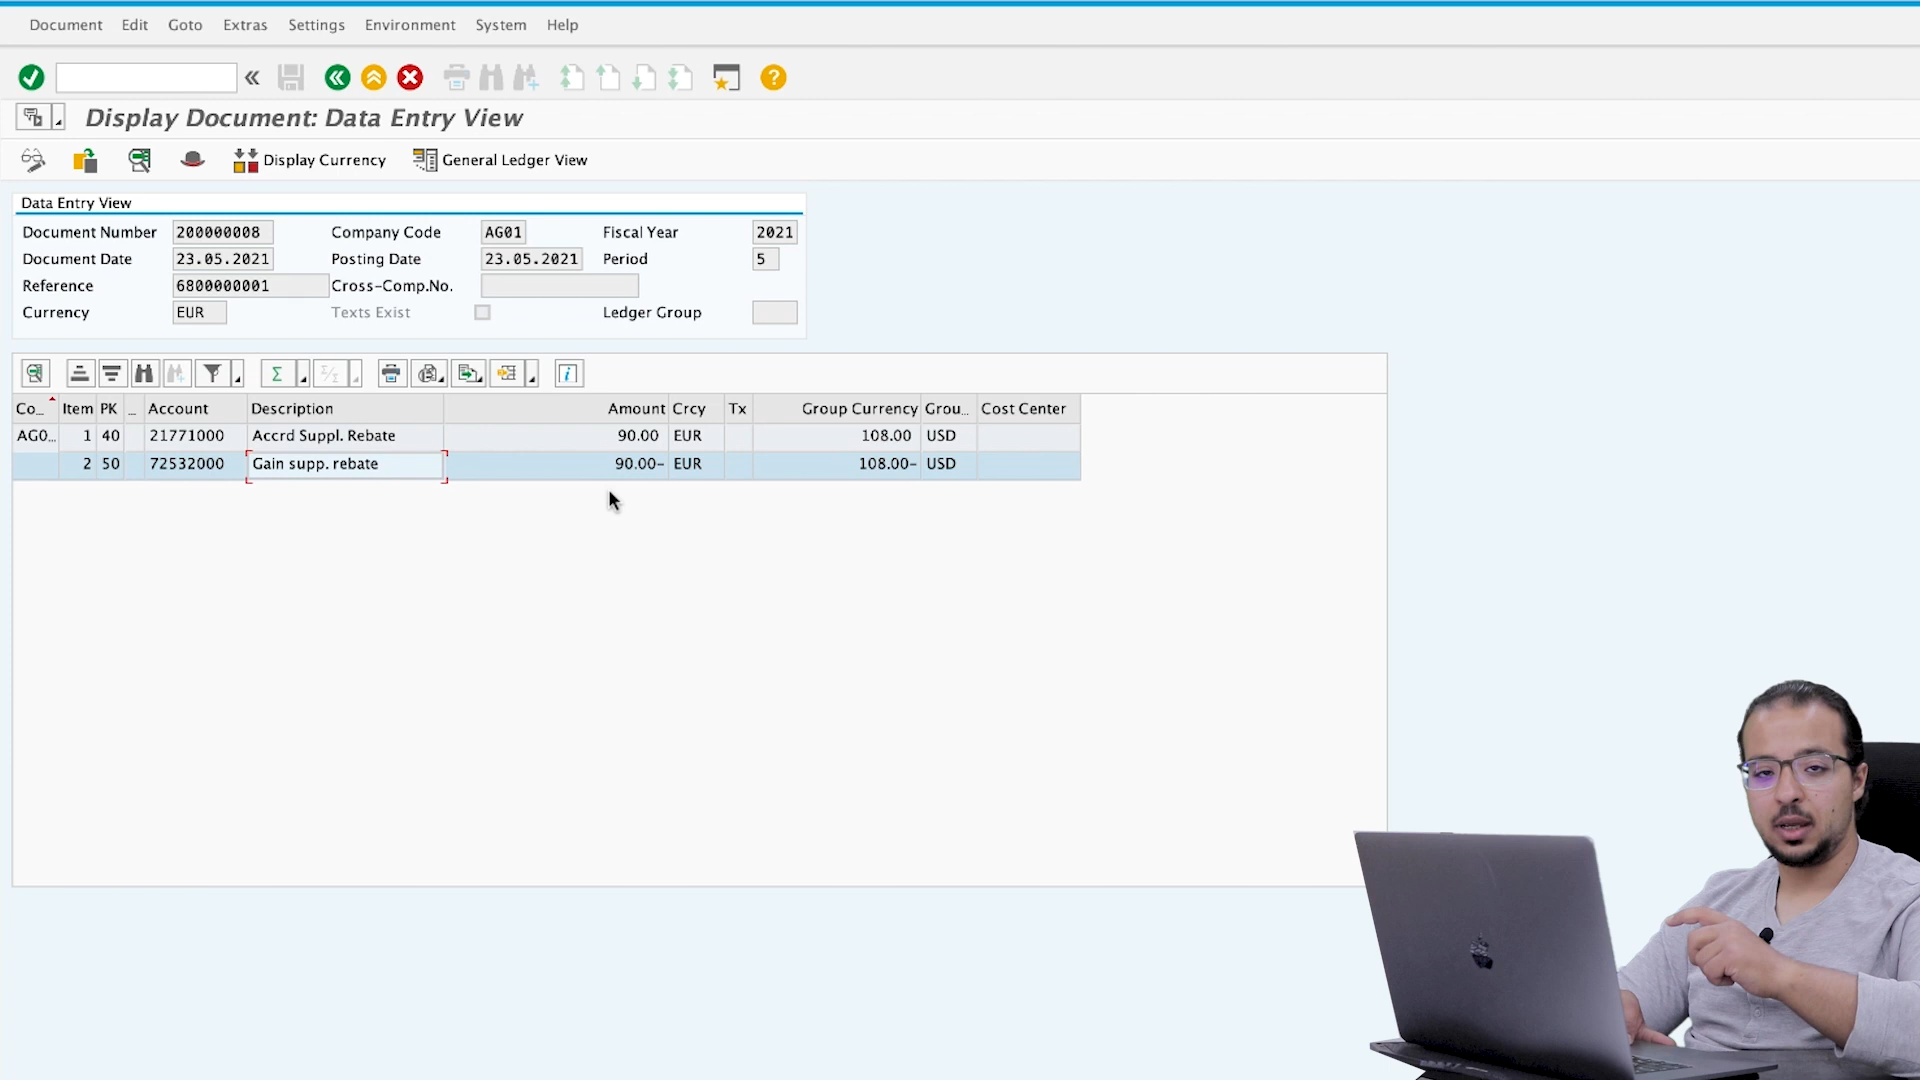 Document Edit Goto Extras Settings Environment System Help
Display Document: Data Entry View
Display Currency General Ledger View
Data Entry View
Document Number 200000008 Company Code AG01 Fiscal Year 2021
Document Date 23.05.2021 Posting Date 23.05.2021 Period 5
Reference 6800000001 Cross-Comp.No.
Currency EUR Texts Exist Ledger Group
Co... Item PK ... Account Description Amount Crcy Tx Group Currency Grou... Cost Center
AG0... 1 40 21771000 Accrd Suppl. Rebate 90.00 EUR 108.00 USD
2 50 72532000 Gain supp. rebate 90.00- EUR 108.00- USD